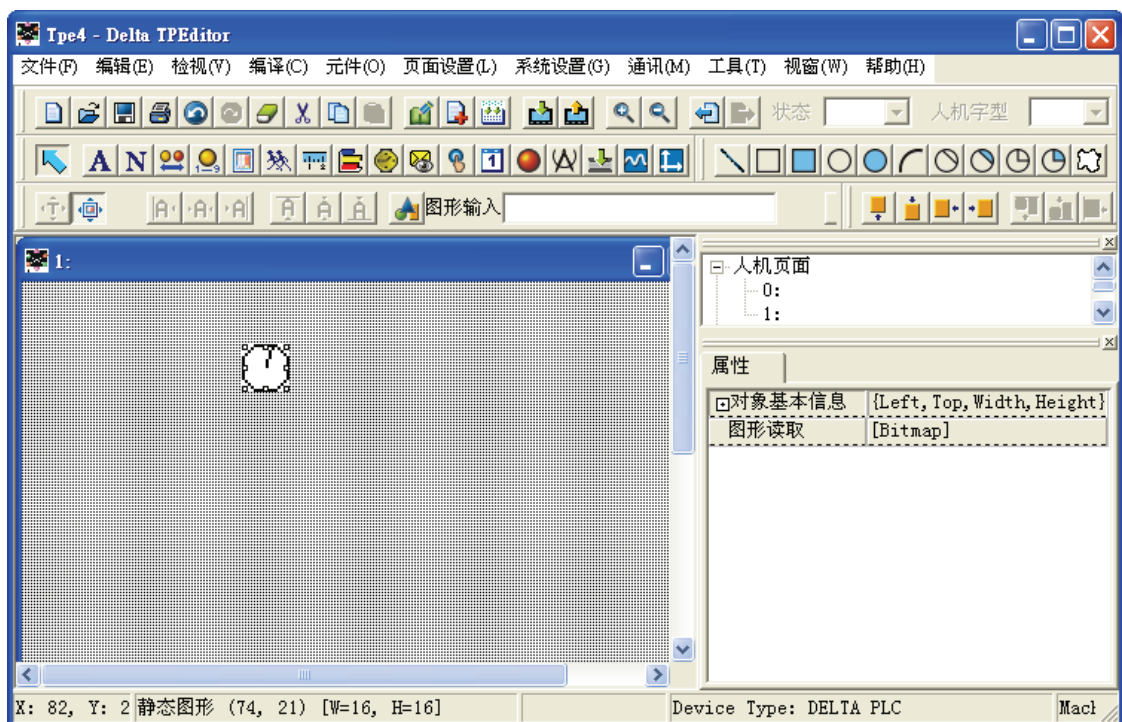 Tpe4 - Delta TPEditor
文件(F) 编辑(E) 检视(V) 编译(C) 元件(O) 页面设置(L) 系统设置(G) 通讯(M) 工具(T) 视窗(W) 帮助(H)
状态 人机字型
A N 1
A A A A A A 图形输入
1:
人机页面
0:
1:
属性
对象基本信息 {Left,Top,Width,Height}
图形读取 [Bitmap]
X: 82, Y: 2 静态图形 (74, 21) [W=16, H=16] Device Type: DELTA PLC